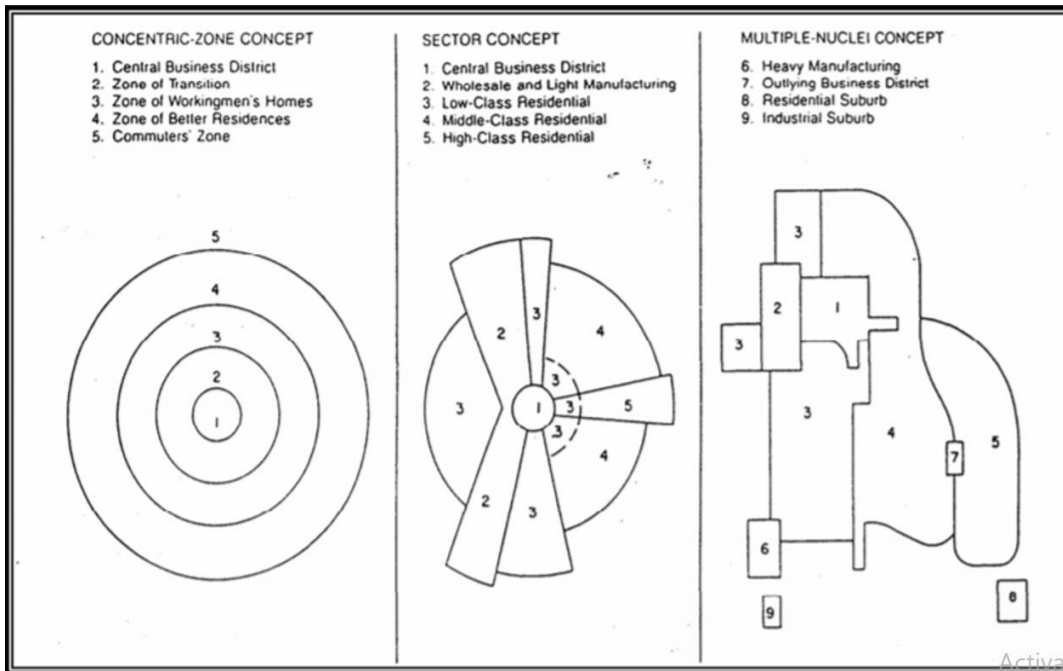 CONCENTRIC-ZONE CONCEPT
1. Central Business District
2. Zone of Transition
3. Zone of Workingmen's Homes
4. Zone of Better Residences
5. Commuters' Zone
5
4
3
2
1
SECTOR CONCEPT
1. Central Business District
2. Wholesale and Light Manufacturing
3. Low-Class Residential
4. Middle-Class Residential
5. High-Class Residential
3
2
4
3
3
1
3
5
3
3
4
2
3
MULTIPLE-NUCLEI CONCEPT
6. Heavy Manufacturing
7. Outlying Business District
8. Residential Suburb
9. Industrial Suburb
3
2
1
3
3
4
5
7
6
8
9
Activa